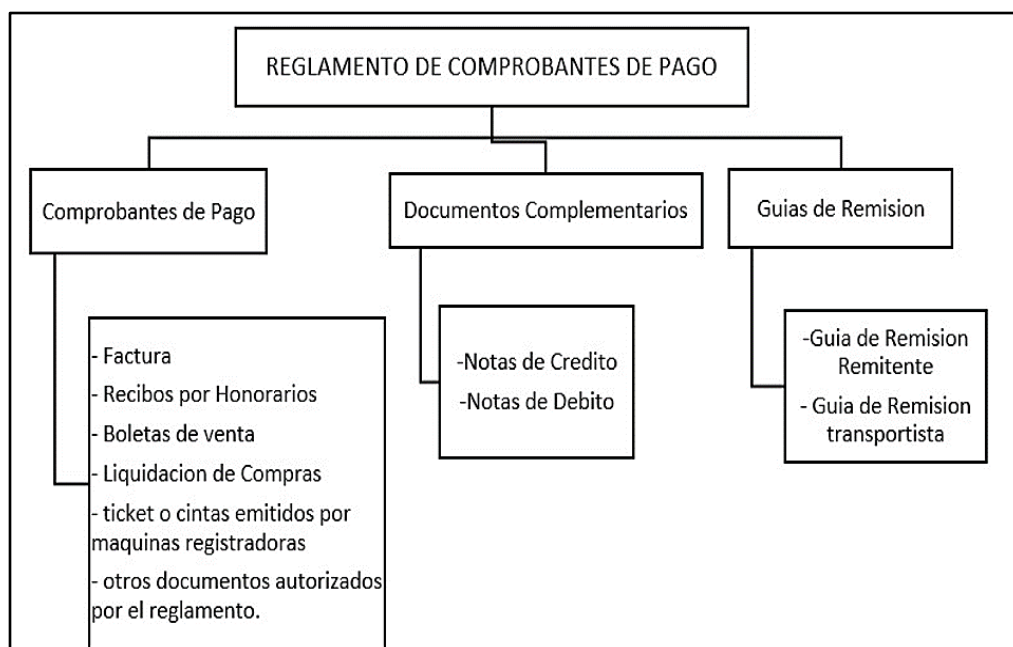 REGLAMENTO DE COMPROBANTES DE PAGO
Comprobantes de Pago
- Factura
- Recibos por Honorarios
- Boletas de venta
- Liquidacion de Compras
- ticket o cintas emitidos por
maquinas registradoras
- otros documentos autorizados
por el reglamento.
Documentos Complementarios
-Notas de Credito
-Notas de Debito
Guias de Remision
-Guia de Remision
Remitente
- Guia de Remision
transportista